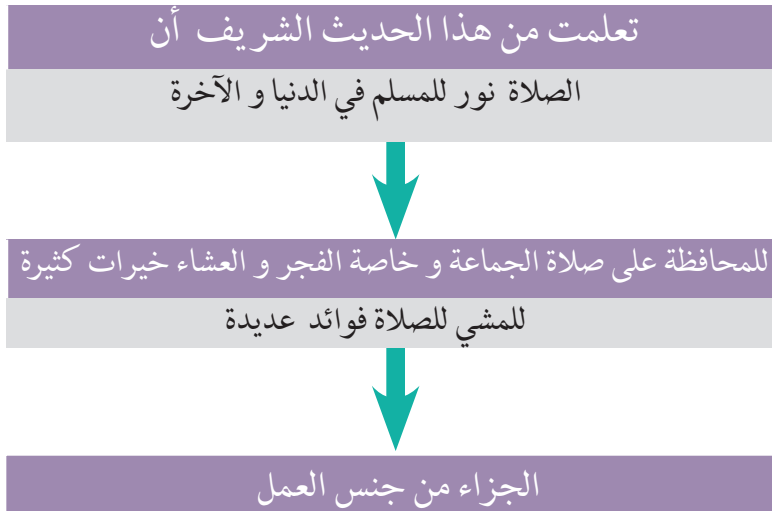 تعلمت من هذا الحديث الشريف أن
الصلاة نور للمسلم في الدنيا و الآخرة
للمحافظة على صلاة الجماعة و خاصة الفجر و العشاء خيرات كثيرة
للمشي للصلاة فوائد عديدة
الجزاء من جنس العمل